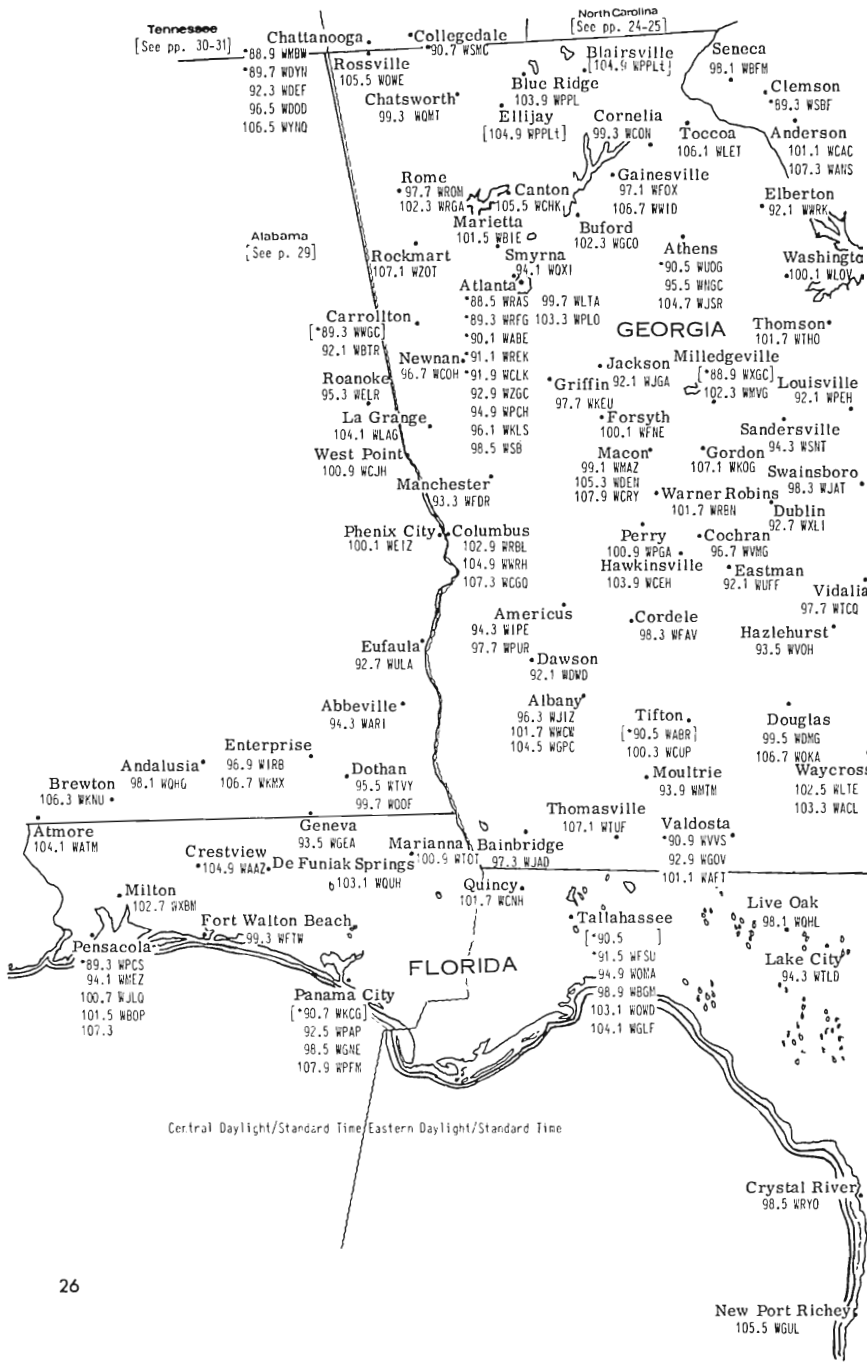 Tennessee
[See pp. 30-31]
North Carolina
[See pp. 24-25]
Chattanooga
*88.9 WMBW
*89.7 WDYN
92.3 WDEF
96.5 WDOD
106.5 WYNQ
Collegedale
*90.7 WSMC
Rossville
105.5 WOWE
Chatsworth
99.3 WQMT
Blairsville
[104.9 WPPLt]
Blue Ridge
103.9 WPPL
Ellijay
[104.9 WPPLt]
Cornelia
99.3 WCON
Seneca
98.1 WBFM
Clemson
*89.3 WSBF
Toccoa
106.1 WLET
Anderson
101.1 WCAC
107.3 WANS
Rome
97.7 WROM
102.3 WRGA
Canton
105.5 WCHK
Gainesville
97.1 WFOX
106.7 WWID
Elberton
92.1 WWRK
Marietta
101.5 WBIE
Buford
102.3 WGCO
Alabama
[See p. 29]
Rockmart
107.1 WZOT
Smyrna
94.1 WQXI
Athens
*90.5 WUOG
95.5 WNGC
104.7 WJSR
Washingto
100.1 WLOV
Atlanta
*88.5 WRAS 99.7 WLTA
*89.3 WRFG 103.3 WPLO
*90.1 WABE
*91.1 WREK
*91.9 WCLK
92.9 WZGC
94.9 WPCH
96.1 WKLS
98.5 WSB
GEORGIA
Thomson
101.7 WTHO
Carrollton
[*89.3 WWGC]
92.1 WBTR
Newnan
96.7 WCOH
Jackson
92.1 WJGA
Milledgeville
[*88.9 WXGC]
102.3 WMVG
Louisville
92.1 WPEH
Roanoke
95.3 WELR
Griffin
97.7 WKEU
La Grange
104.1 WLAG
Forsyth
100.1 WFNE
Sandersville
94.3 WSNT
West Point
100.9 WCJH
Macon
99.1 WMAZ
105.3 WDEN
107.9 WCRY
Gordon
107.1 WKOG
Swainsboro
98.3 WJAT
Manchester
93.3 WFDR
Warner Robins
101.7 WRBN
Dublin
92.7 WXLI
Phenix City
100.1 WEIZ
Columbus
102.9 WRBL
104.9 WWRH
107.3 WCGQ
Perry
100.9 WPGA
Cochran
96.7 WVMG
Hawkinsville
103.9 WCEH
Eastman
92.1 WUFF
Vidalia
97.7 WTCQ
Americus
94.3 WIPE
97.7 WPUR
Cordele
98.3 WFAV
Hazlehurst
93.5 WVOH
Eufaula
92.7 WULA
Dawson
92.1 WDWD
Abbeville
94.3 WARI
Albany
96.3 WJIZ
101.7 WWCW
104.5 WGPC
Tifton
[*90.5 WABR]
100.3 WCUP
Douglas
99.5 WDMG
106.7 WOKA
Andalusia
98.1 WQHG
Enterprise
96.9 WIRB
106.7 WKMX
Dothan
95.5 WTVY
99.7 WOOF
Moultrie
93.9 WMTM
Waycross
102.5 WLTE
103.3 WACL
Brewton
106.3 WKNU
Atmore
104.1 WATM
Geneva
93.5 WGEA
Thomasville
107.1 WTUF
Valdosta
*90.9 WVVS
92.9 WGOV
101.1 WAFT
Crestview
104.9 WAAZ
De Funiak Springs
103.1 WQUH
Marianna
100.9 WTOT
Bainbridge
97.3 WJAD
Milton
102.7 WXBM
Quincy
101.7 WCNH
Live Oak
98.1 WQHL
Fort Walton Beach
99.3 WFTW
Tallahassee
[*90.5 ]
*91.5 WFSU
94.9 WOMA
98.9 WBGM
103.1 WOWD
104.1 WGLF
Pensacola
*89.3 WPCS
94.1 WMEZ
100.7 WJLQ
101.5 WBOP
107.3
FLORIDA
Lake City
94.3 WTLD
Panama City
[*90.7 WKCG]
92.5 WPAP
98.5 WGNE
107.9 WPFM
Central Daylight/Standard Time Eastern Daylight/Standard Time
Crystal River
98.5 WRYO
26
New Port Richey
105.5 WGUL